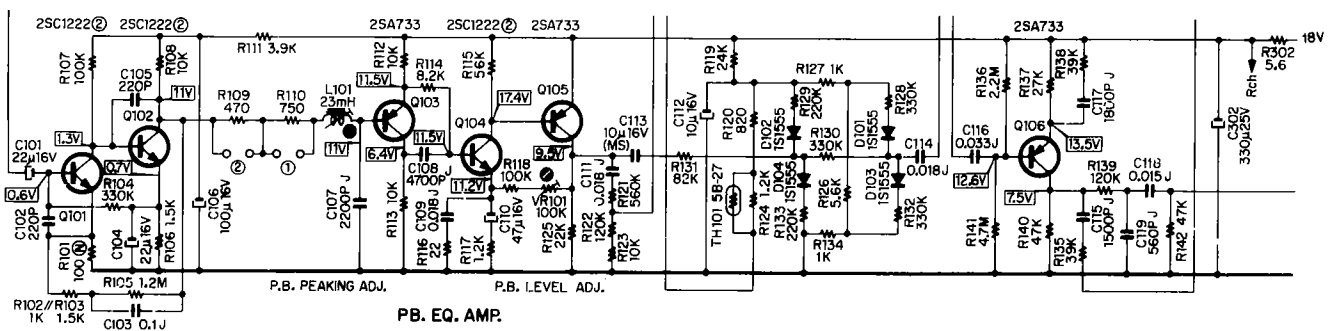 2SC1222② 2SC1222② 2SA733 2SC1222② 2SA733 2SA733
R107 100K
C105 220P
R108 10K
R111 3.9K
11V
Q102
1.3V
C101 22µ16V
0.6V
0.7V
R104 330K
Q101
C102 220P
R101 100 Ⓝ
C104 22µ16V
R106 1.5K
R105 1.2M
R102//R103
1K 1.5K
C103 0.1J
C106 100µ16V
R109 470
R110 750
② ①
L101 23mH
11V
C107 2200P J
R112 10K
11.5V
R114 8.2K
Q103
6.4V
11.5V
C108 4700P J
R113 10K
C109 0.018 J
R116 22
P.B. PEAKING ADJ.
R115 56K
17.4V
Q104
11.2V
R118 100K
C110 47µ16V
R117 1.2K
Q105
9.5V
VR101 100K
R125 22K
P.B. LEVEL ADJ.
PB. EQ. AMP.
C113 10µ16V (MS)
C111 0.018 J
R121 560K
R122 120K
R123 10K
R131 82K
C112 10µ16V
R119 24K
R120 820
TH101 51B-27
R124 1.2K
R127 1K
R129 220K
D102 1S1555
R128 330K
D101 1S1555
R130 330K
D104 1S1555
R126 5.6K
D103 1S1555
R133 220K
R132 330K
R134 1K
C114 0.018J
C116 0.033J
12.6V
R136 2.2M
R137 27K
R138 39K
C117 1800P J
Q106
13.5V
7.5V
R141 4.7M
R140 47K
R135 39K
C115 1500P J
R139 120K
C118 0.015 J
C119 560P J
R142 47K
C302 330µ25V
Rch
18V
R302 5.6